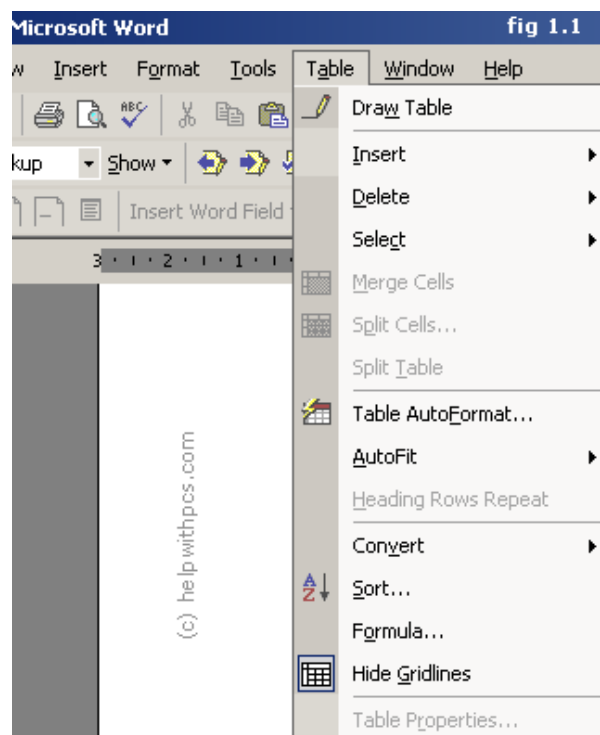 Microsoft Word fig 1.1
w Insert Format Tools Table Window Help
ABC
kup Show
Insert Word Field
3 2 1
Draw Table
Insert
Delete
Select
Merge Cells
Split Cells...
Split Table
Table AutoFormat...
AutoFit
Heading Rows Repeat
Convert
A Z Sort...
Formula...
Hide Gridlines
Table Properties...
(c) helpwithpcs.com